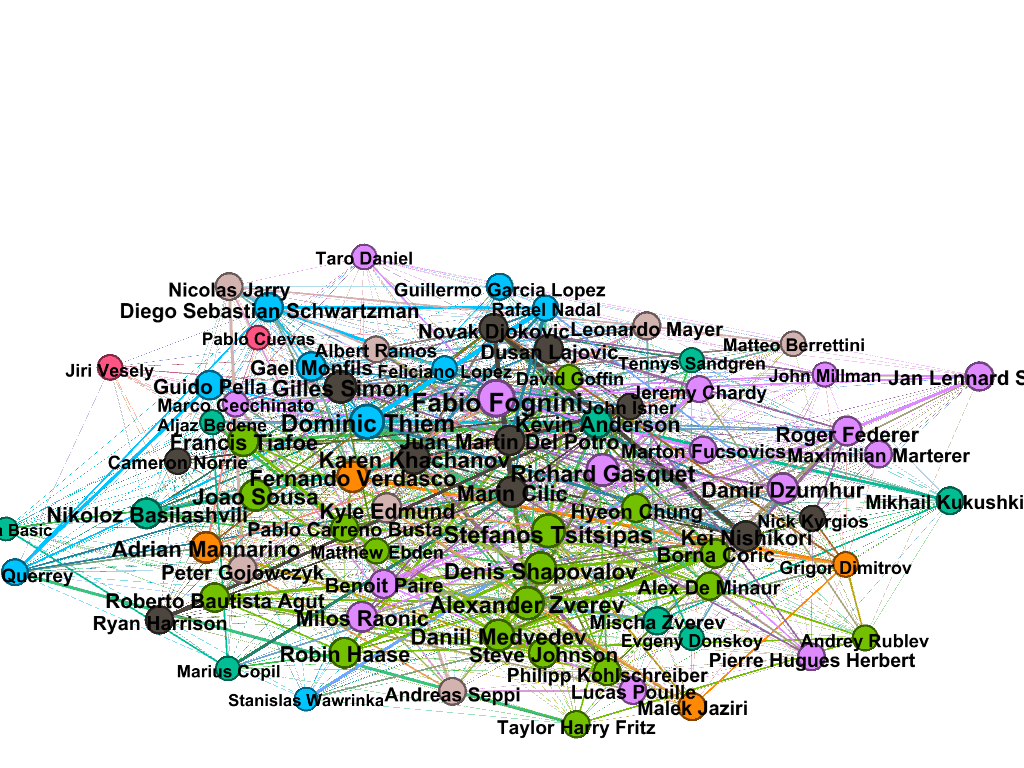 Taro Daniel
Nicolas Jarry
Guillermo Garcia Lopez
Diego Sebastian Schwartzman
Rafael Nadal
Novak Djokovic
Leonardo Mayer
Pablo Cuevas
Matteo Berrettini
Albert Ramos
Dusan Lajovic
Tennys Sandgren
Jiri Vesely
Gael Monfils
Feliciano Lopez
David Goffin
John Millman
Jan Lennard S
Guido Pella
Gilles Simon
Jeremy Chardy
Marco Cecchinato
Fabio Fognini
John Isner
Aljaz Bedene
Dominic Thiem
Kevin Anderson
Roger Federer
Francis Tiafoe
Juan Martin Del Potro
Marton Fucsovics
Maximilian Marterer
Cameron Norrie
Karen Khachanov
Fernando Verdasco
Richard Gasquet
Damir Dzumhur
Joao Sousa
Marin Cilic
Mikhail Kukushki
Nikoloz Basilashvili
Kyle Edmund
Hyeon Chung
Nick Kyrgios
Basic
Pablo Carreno Busta
Stefanos Tsitsipas
Kei Nishikori
Adrian Mannarino
Matthew Ebden
Borna Coric
Querrey
Peter Gojowczyk
Denis Shapovalov
Grigor Dimitrov
Benoit Paire
Alex De Minaur
Roberto Bautista Agut
Alexander Zverev
Ryan Harrison
Milos Raonic
Mischa Zverev
Daniil Medvedev
Evgeny Donskoy
Andrey Rublev
Robin Haase
Steve Johnson
Pierre Hugues Herbert
Marius Copil
Philipp Kohlschreiber
Stanislas Wawrinka
Andreas Seppi
Lucas Pouille
Malek Jaziri
Taylor Harry Fritz